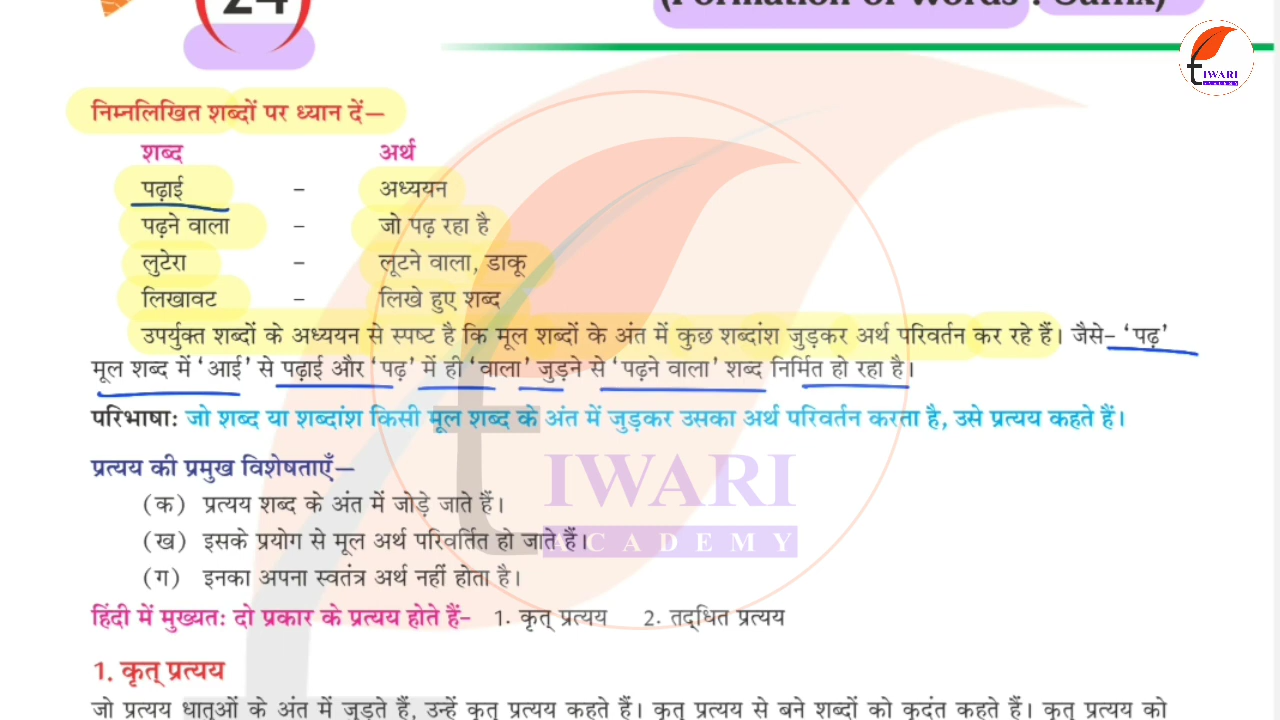 24
(Formation of Words : Suffix)
IWARI
ACADEMY
निम्नलिखित शब्दों पर ध्यान दें—
शब्द अर्थ
पढ़ाई – अध्ययन
पढ़ने वाला – जो पढ़ रहा है
लुटेरा – लूटने वाला, डाकू
लिखावट – लिखे हुए शब्द
उपर्युक्त शब्दों के अध्ययन से स्पष्ट है कि मूल शब्दों के अंत में कुछ शब्दांश जुड़कर अर्थ परिवर्तन कर रहे हैं। जैसे– ‘पढ़’
मूल शब्द में ‘आई’ से पढ़ाई और ‘पढ़’ में ही ‘वाला’ जुड़ने से ‘पढ़ने वाला’ शब्द निर्मित हो रहा है।
परिभाषा: जो शब्द या शब्दांश किसी मूल शब्द के अंत में जुड़कर उसका अर्थ परिवर्तन करता है, उसे प्रत्यय कहते हैं।
प्रत्यय की प्रमुख विशेषताएँ—
(क) प्रत्यय शब्द के अंत में जोड़े जाते हैं।
(ख) इसके प्रयोग से मूल अर्थ परिवर्तित हो जाते हैं।
(ग) इनका अपना स्वतंत्र अर्थ नहीं होता है।
IWARI
ACADEMY
हिंदी में मुख्यतः दो प्रकार के प्रत्यय होते हैं– 1. कृत् प्रत्यय 2. तद्‌धित प्रत्यय
1. कृत् प्रत्यय
जो प्रत्यय धातुओं के अंत में जुड़ते हैं, उन्हें कृत् प्रत्यय कहते हैं। कृत् प्रत्यय से बने शब्दों को कृदंत कहते हैं। कृत् प्रत्यय को